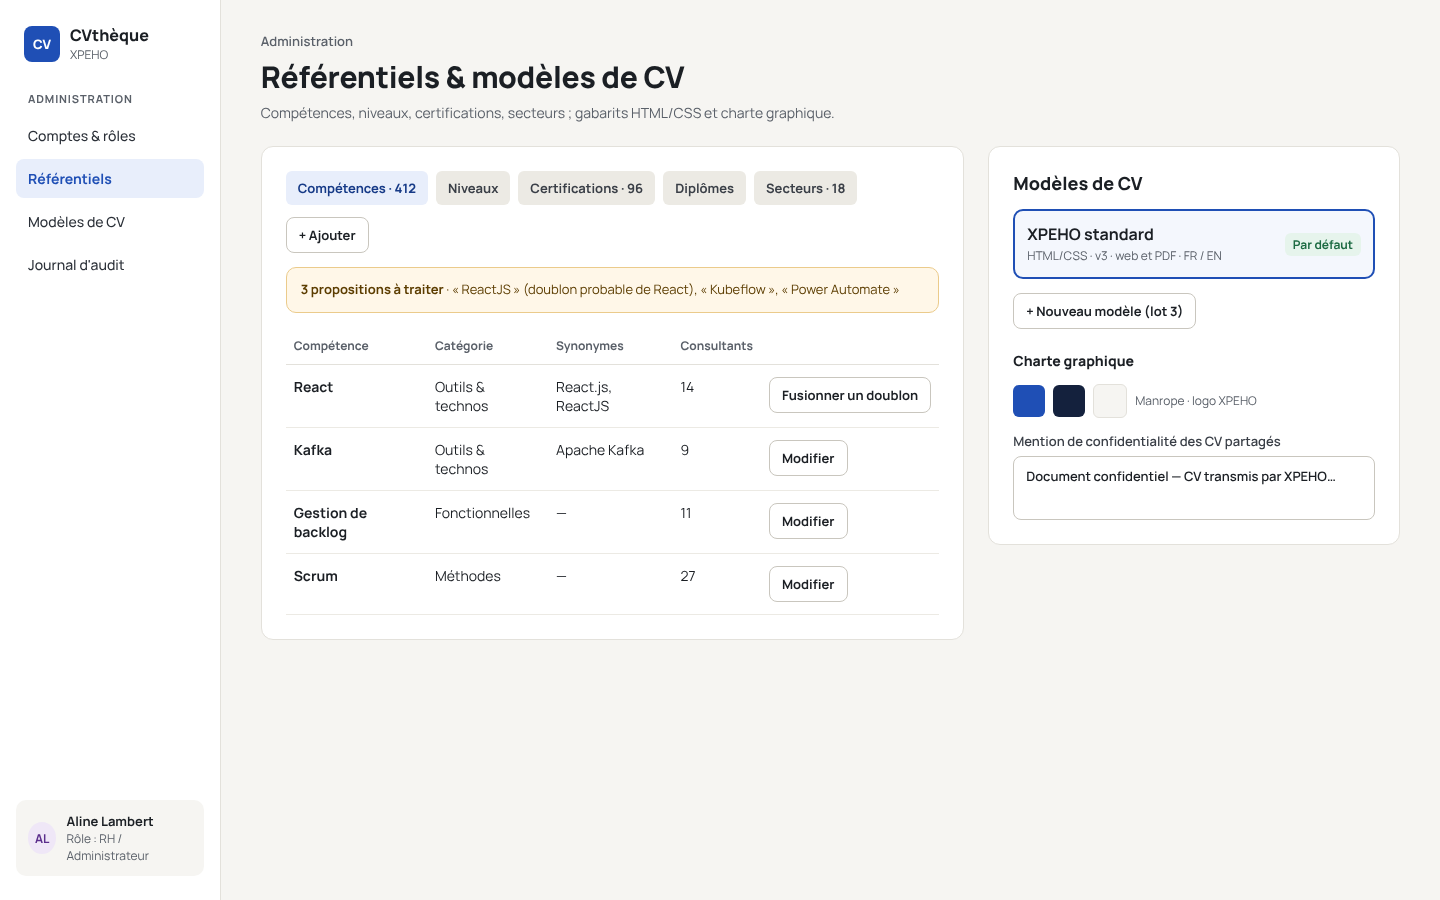 CV
CVthèque
XPEHO
ADMINISTRATION
Comptes & rôles
Référentiels
Modèles de CV
Journal d'audit
AL
Aline Lambert
Rôle : RH /
Administrateur
Administration
Référentiels & modèles de CV
Compétences, niveaux, certifications, secteurs ; gabarits HTML/CSS et charte graphique.
Compétences · 412
Niveaux
Certifications · 96
Diplômes
Secteurs · 18
+ Ajouter
3 propositions à traiter · « ReactJS » (doublon probable de React), « Kubeflow », « Power Automate »
Compétence Catégorie Synonymes Consultants
React Outils & technos React.js, ReactJS 14 Fusionner un doublon
Kafka Outils & technos Apache Kafka 9 Modifier
Gestion de backlog Fonctionnelles — 11 Modifier
Scrum Méthodes — 27 Modifier
Modèles de CV
XPEHO standard
HTML/CSS · v3 · web et PDF · FR / EN
Par défaut
+ Nouveau modèle (lot 3)
Charte graphique
Manrope · logo XPEHO
Mention de confidentialité des CV partagés
Document confidentiel — CV transmis par XPEHO…